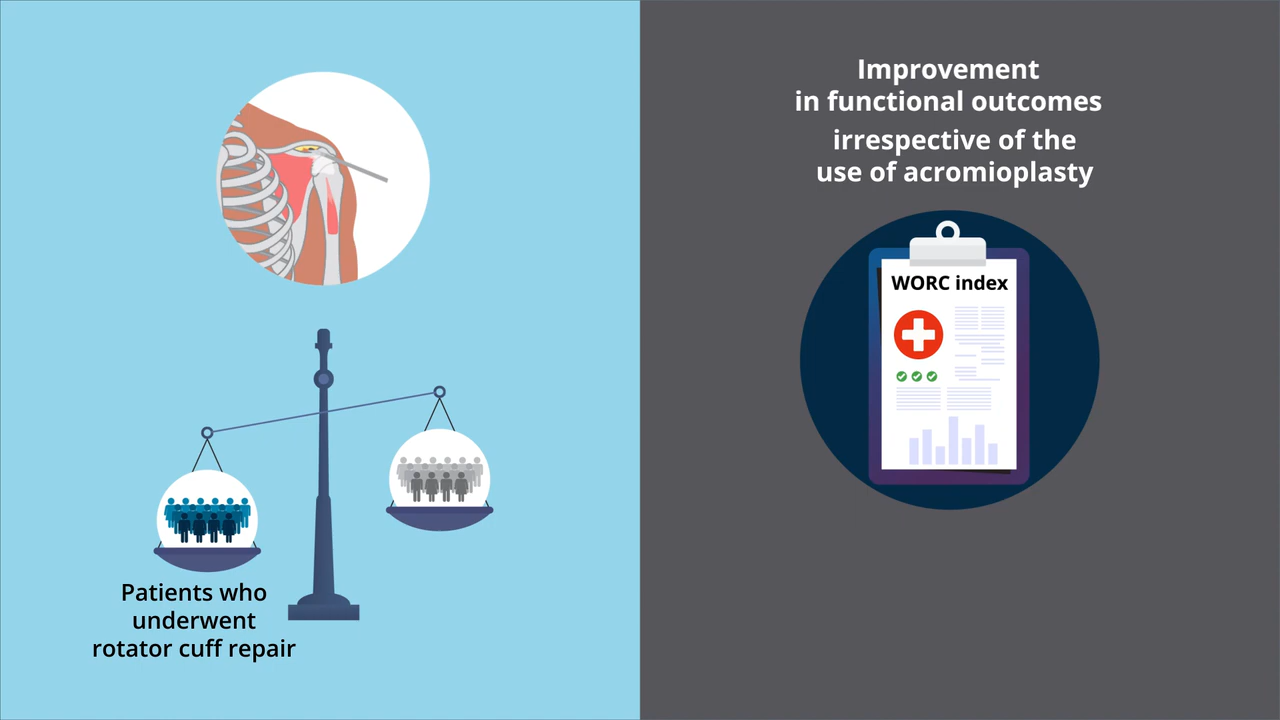 Improvement
in functional outcomes
irrespective of the
use of acromioplasty
WORC index
Patients who
underwent
rotator cuff repair